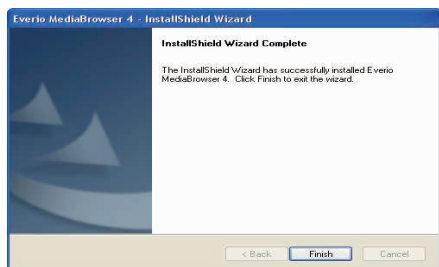 Everio MediaBrowser 4 - InstallShield Wizard
InstallShield Wizard Complete
The InstallShield Wizard has successfully installed Everio
MediaBrowser 4. Click Finish to exit the wizard.
< Back
Finish
Cancel